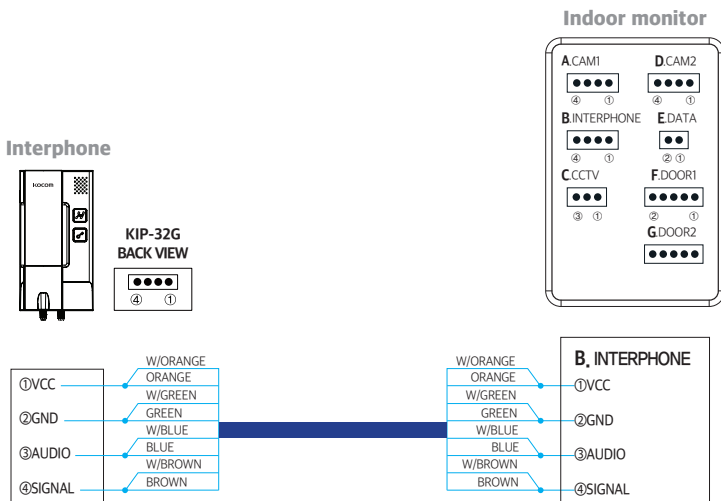 Indoor monitor
A.CAM1 D.CAM2
④ ① ④ ①
B.INTERPHONE E.DATA
④ ① ② ①
C.CCTV F.DOOR1
③ ① ② ①
G.DOOR2
Interphone
KOCOM
KIP-32G
BACK VIEW
④ ①
W/ORANGE
①VCC ORANGE
W/GREEN
②GND GREEN
W/BLUE
③AUDIO BLUE
W/BROWN
④SIGNAL BROWN
B. INTERPHONE
W/ORANGE
ORANGE ①VCC
W/GREEN
GREEN ②GND
W/BLUE
BLUE ③AUDIO
W/BROWN
BROWN ④SIGNAL